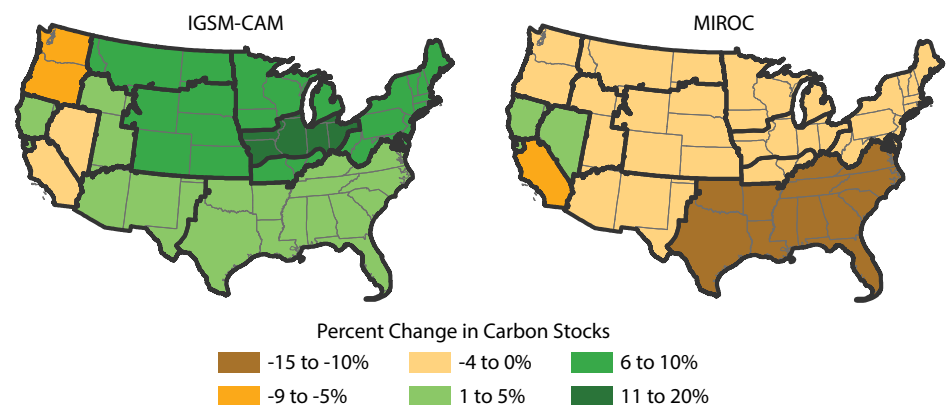 IGSM-CAM
MIROC
Percent Change in Carbon Stocks
-15 to -10%
-4 to 0%
6 to 10%
-9 to -5%
1 to 5%
11 to 20%